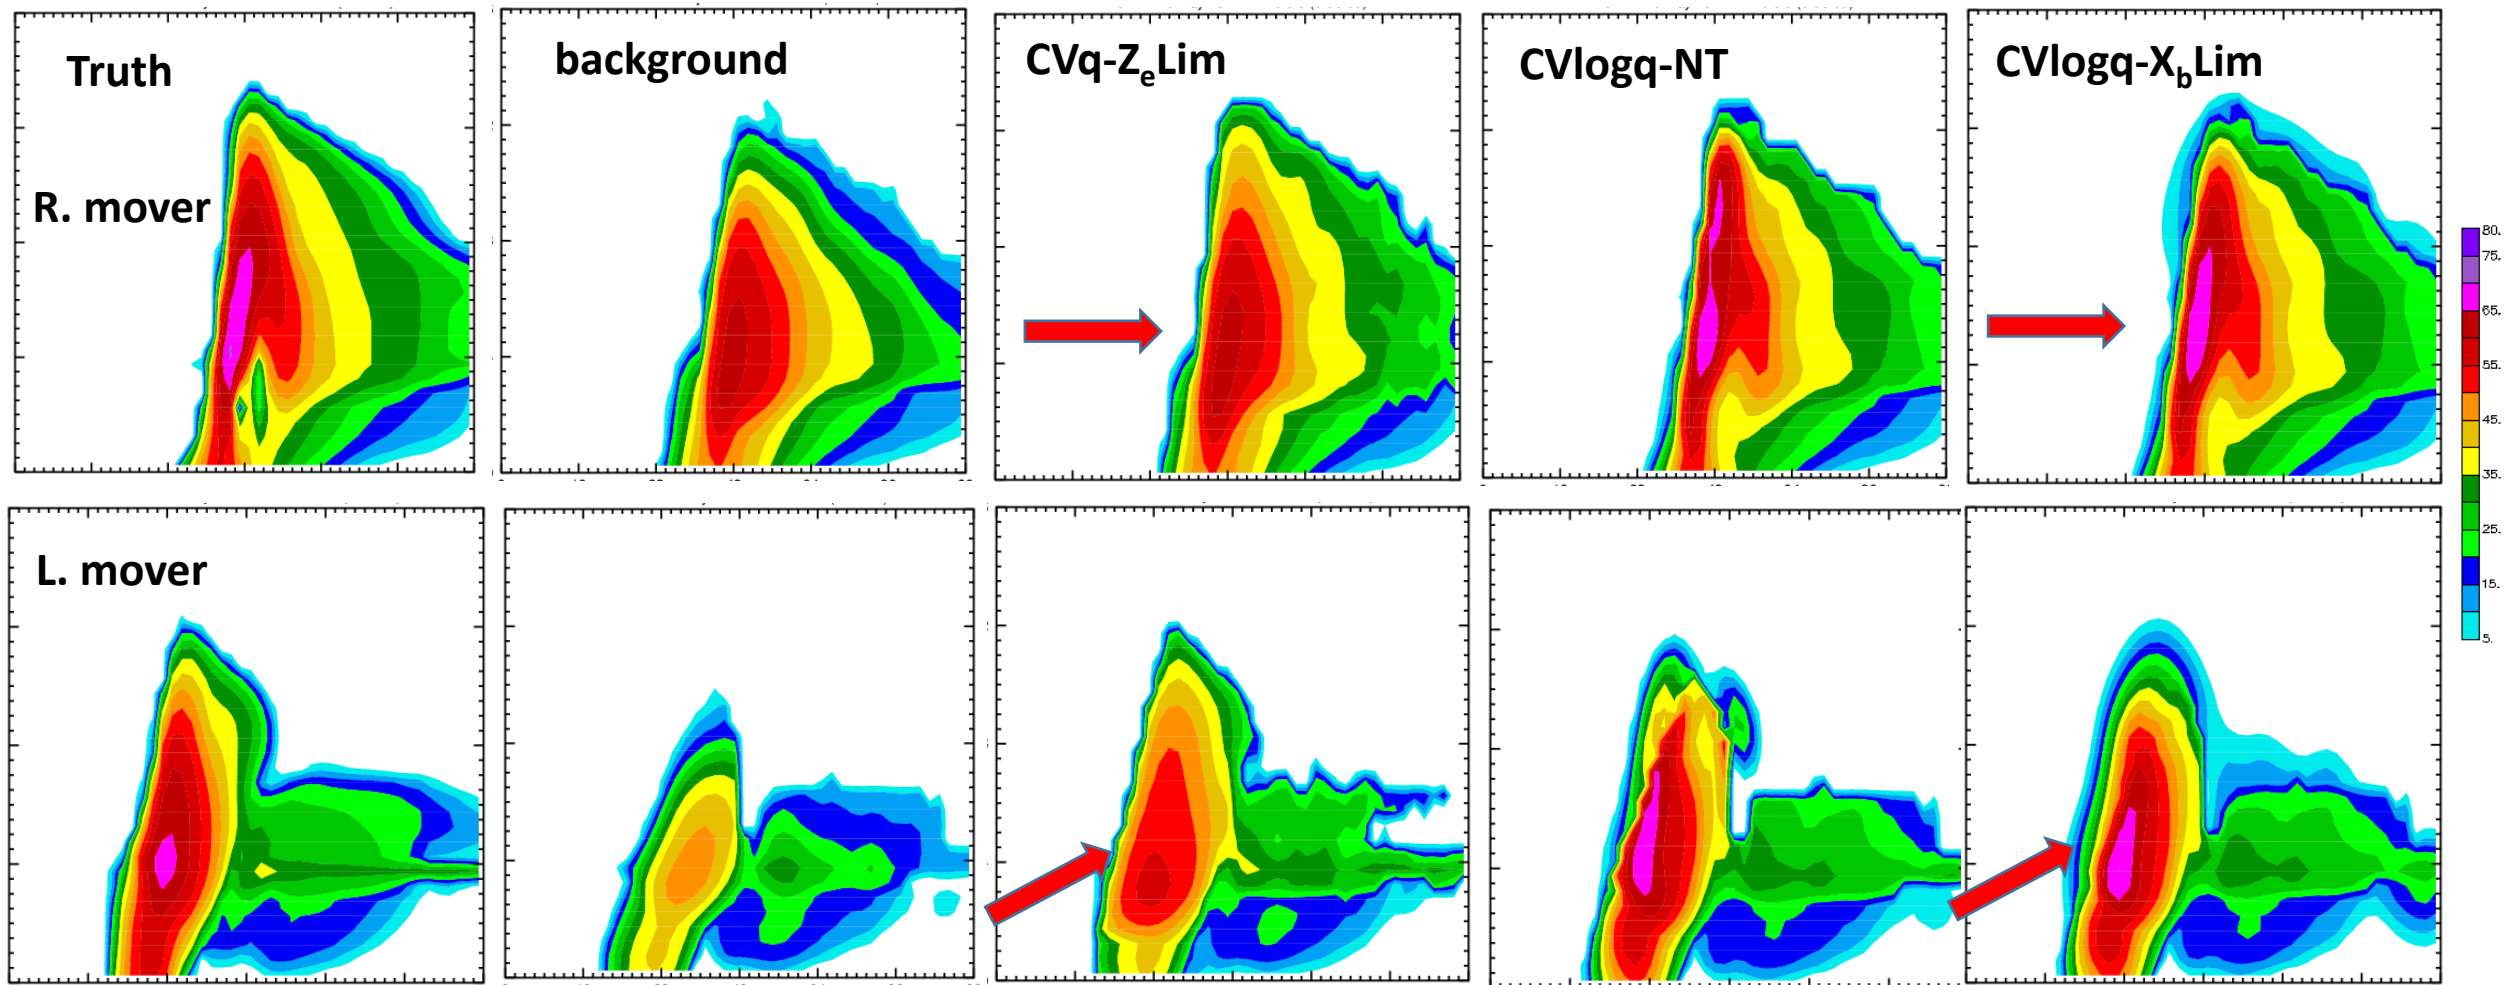 Truth
background
CVq-ZeLim
CVlogq-NT
CVlogq-XbLim
R. mover
80.
75.
65.
55.
45.
35.
25.
15.
5.
L. mover